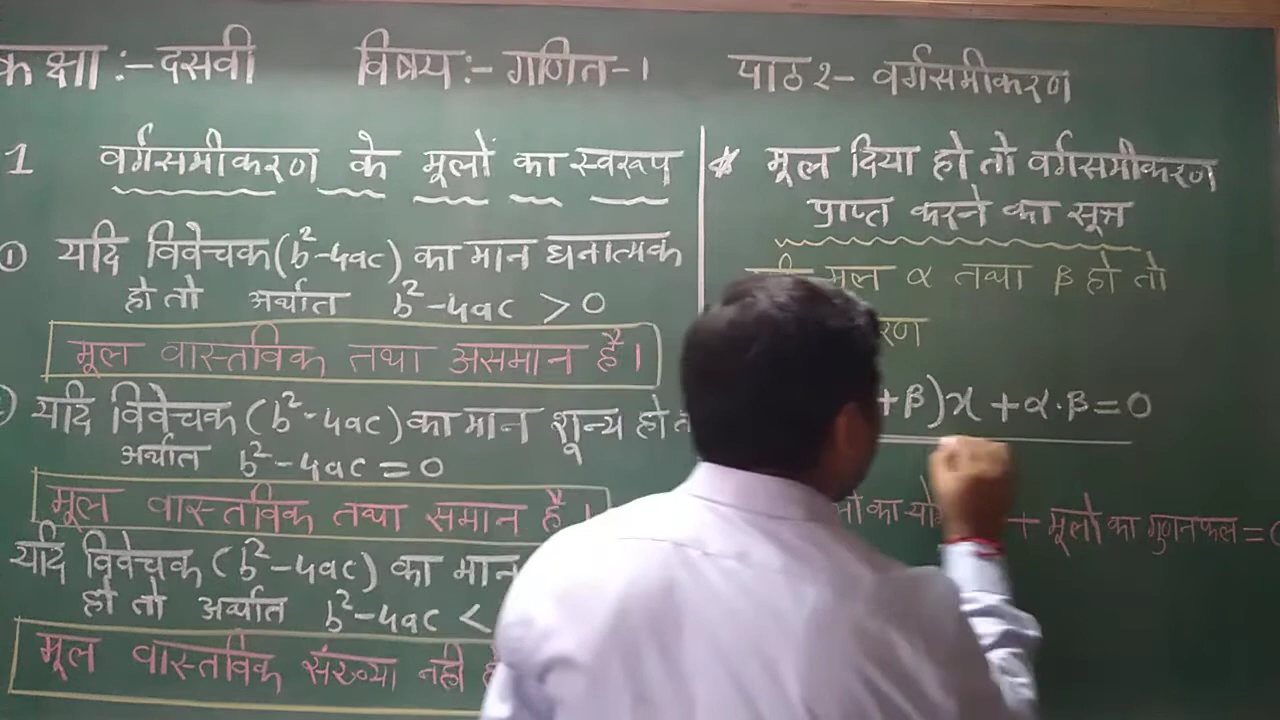 कक्षा :- दसवी विषय :- गणित-1 पाठ 2- वर्गसमीकरण
1 वर्गसमीकरण के मूलों का स्वरूप
① यदि विवेचक (b²-4ac) का मान धनात्मक
हो तो अर्थात b²-4ac > 0
मूल वास्तविक तथा असमान है।
यदि विवेचक (b²-4ac) का मान शून्य हो
अर्थात b²-4ac = 0
मूल वास्तविक तथा समान है।
यदि विवेचक (b²-4ac) का मान
हो तो अर्थात b²-4ac <
मूल वास्तविक संख्या नही
* मूल दिया हो तो वर्गसमीकरण
प्राप्त करने का सूत्र
मूल α तथा β हो तो
+ β)x + α·β = 0
+ मूलों का गुणनफल =